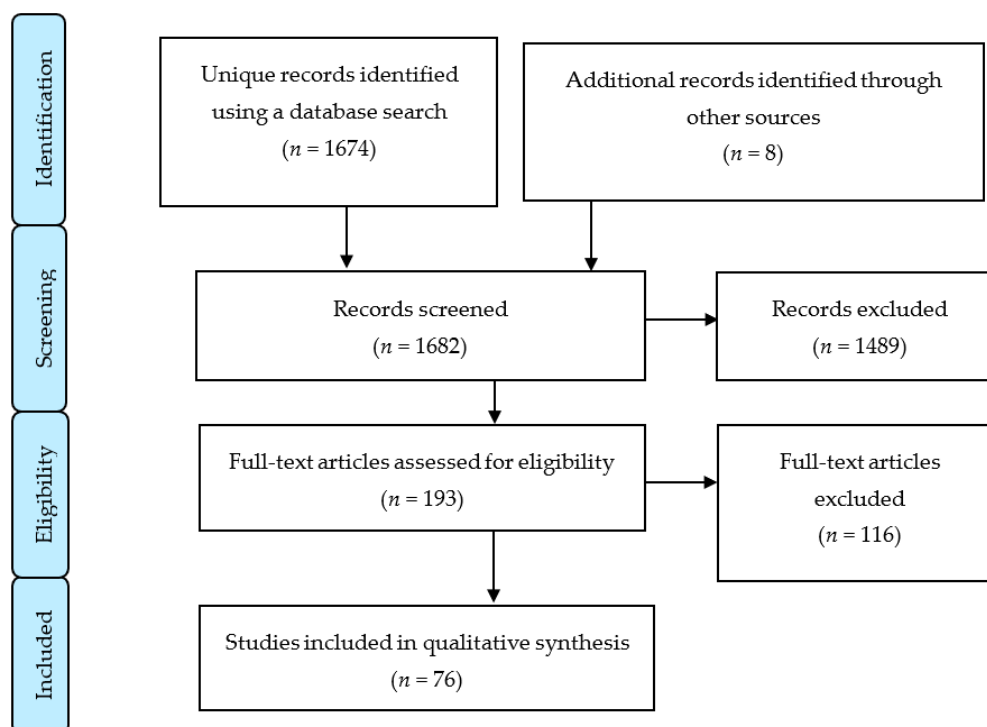 Identification
Unique records identified
using a database search
(n = 1674)
Additional records identified through
other sources
(n = 8)
Screening
Records screened
(n = 1682)
Records excluded
(n = 1489)
Eligibility
Full-text articles assessed for eligibility
(n = 193)
Full-text articles
excluded
(n = 116)
Included
Studies included in qualitative synthesis
(n = 76)